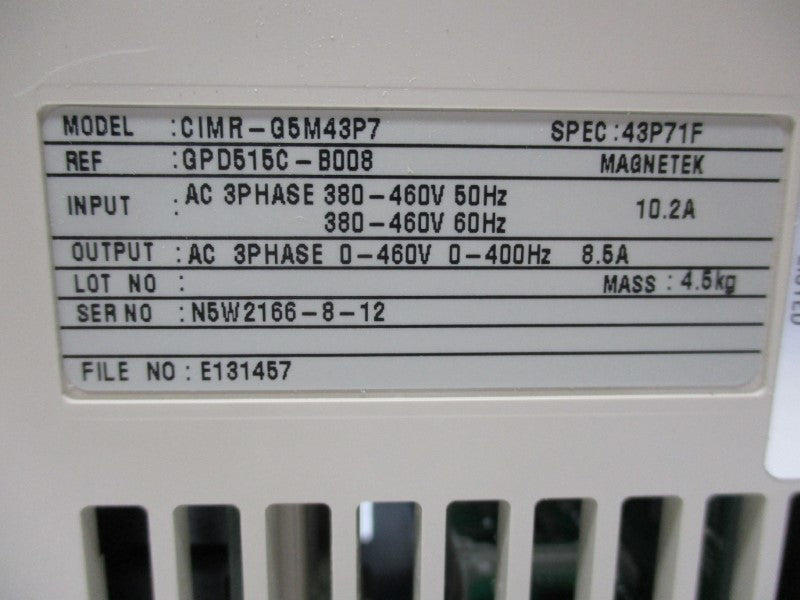 MODEL :CIMR-G5M43P7 SPEC:43P71F
REF :GPD515C-B008 MAGNETEK
INPUT : AC 3PHASE 380-460V 50Hz
380-460V 60Hz 10.2A
OUTPUT : AC 3PHASE 0-460V 0-400Hz 8.5A
LOT NO : MASS : 4.5kg
SER NO : N5W2166-8-12
FILE NO : E131457